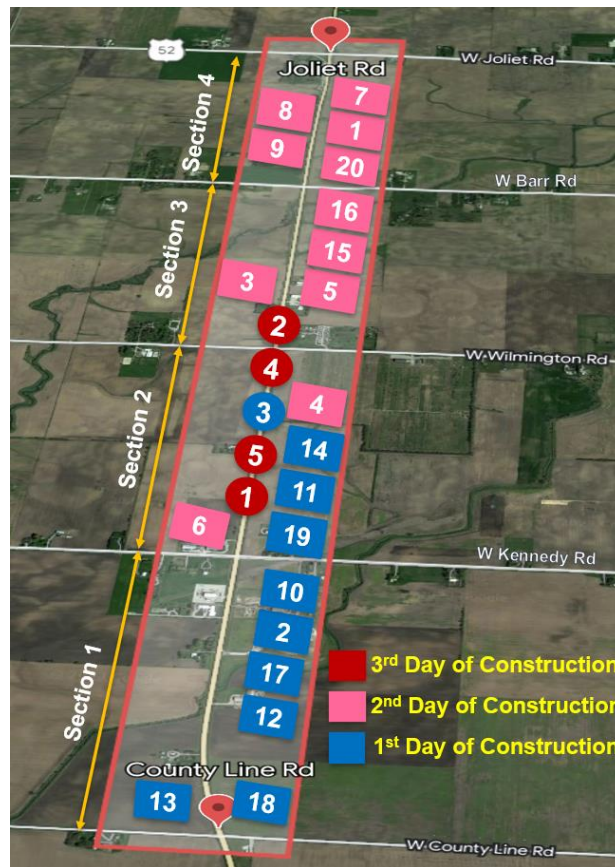 52
W Joliet Rd
Joliet Rd
Section 4
7
8
1
9
20
W Barr Rd
Section 3
16
15
3
5
2
W Wilmington Rd
4
Section 2
4
3
14
5
11
1
6
19
W Kennedy Rd
10
Section 1
2
3rd Day of Construction
17
2nd Day of Construction
12
1st Day of Construction
County Line Rd
13
18
W County Line Rd